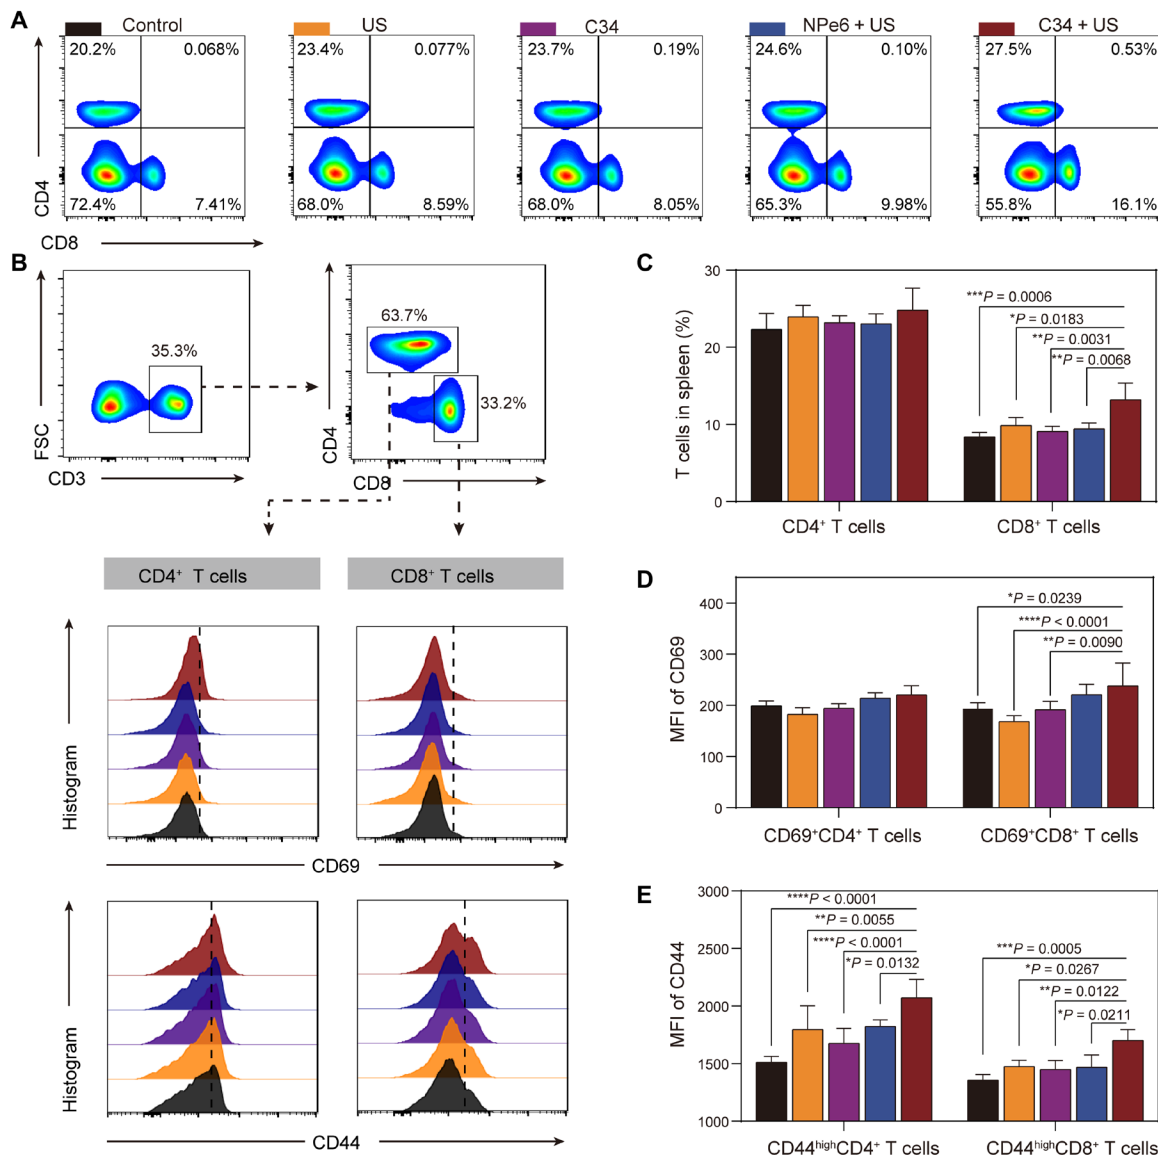 A
Control
US
C34
NPe6 + US
C34 + US
20.2%
0.068%
72.4%
7.41%
23.4%
0.077%
68.0%
8.59%
23.7%
0.19%
68.0%
8.05%
24.6%
0.10%
65.3%
9.98%
27.5%
0.53%
55.8%
16.1%
CD4
CD8
B
FSC
35.3%
CD3
CD4
63.7%
33.2%
CD8
CD4⁺ T cells
CD8⁺ T cells
Histogram
CD69
Histogram
CD44
C
T cells in spleen (%)
30
20
10
0
***P = 0.0006
*P = 0.0183
**P = 0.0031
**P = 0.0068
CD4⁺ T cells
CD8⁺ T cells
D
MFI of CD69
400
300
200
100
0
*P = 0.0239
****P < 0.0001
**P = 0.0090
CD69⁺CD4⁺ T cells
CD69⁺CD8⁺ T cells
E
MFI of CD44
3000
2500
2000
1500
1000
****P < 0.0001
**P = 0.0055
****P < 0.0001
*P = 0.0132
***P = 0.0005
*P = 0.0267
**P = 0.0122
*P = 0.0211
CD44ʰⁱᵍʰCD4⁺ T cells
CD44ʰⁱᵍʰCD8⁺ T cells